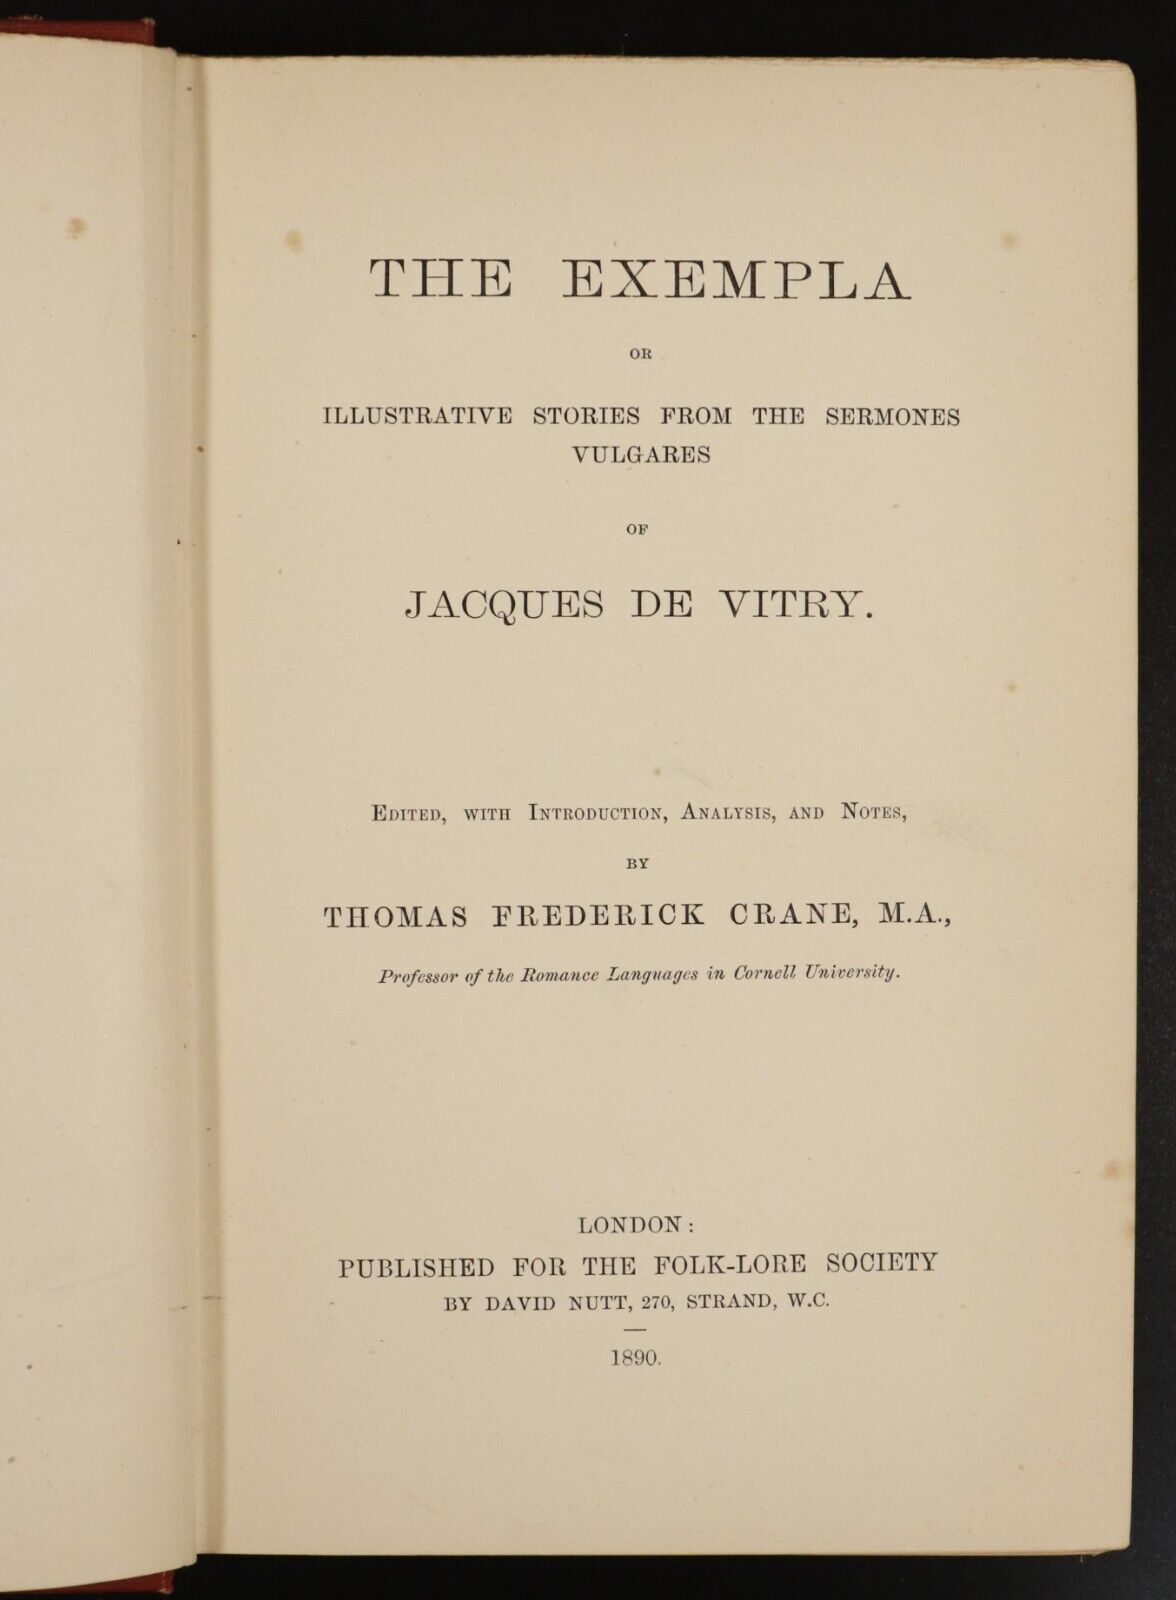 THE EXEMPLA
OR
ILLUSTRATIVE STORIES FROM THE SERMONES
VULGARES
OF
JACQUES DE VITRY.
EDITED, WITH INTRODUCTION, ANALYSIS, AND NOTES,
BY
THOMAS FREDERICK CRANE, M.A.,
Professor of the Romance Languages in Cornell University.
LONDON:
PUBLISHED FOR THE FOLK-LORE SOCIETY
BY DAVID NUTT, 270, STRAND, W.C.
1890.